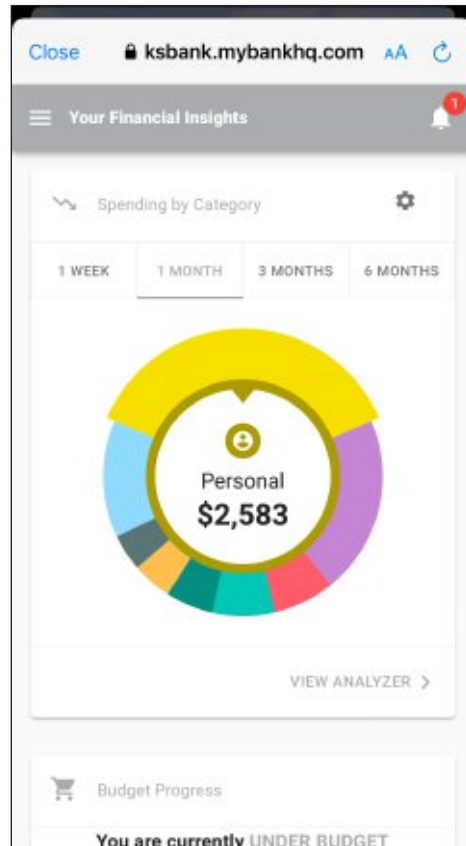 Close ksbank.mybankhq.com AA
Your Financial Insights 1
Spending by Category
1 WEEK 1 MONTH 3 MONTHS 6 MONTHS
Personal
$2,583
VIEW ANALYZER
Budget Progress
You are currently UNDER BUDGET